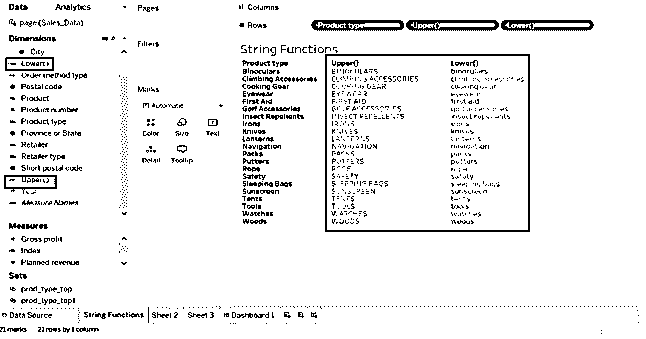 Data Analytics
page (Sales_Data)
Dimensions
City
Lower()
Order method type
Postal code
Product
Product number
Product type
Province or State
Retailer
Retailer type
Short postal code
Upper()
Year
Measure Names
Measures
Gross profit
Index
Planned revenue
Sets
prod_type_top
prod_type_top1
Pages
Filters
Marks
Automatic
Color Size Text
Detail Tooltip
Columns
Rows Product type Upper() Lower()
String Functions
Product type Upper() Lower()
Binoculars BINOCULARS binoculars
Climbing Accessories CLIMBING ACCESSORIES climbing accessories
Cooking Gear COOKING GEAR cooking gear
Eyewear EYEWEAR eyewear
First Aid FIRST AID first aid
Golf Accessories GOLF ACCESSORIES golf accessories
Insect Repellents INSECT REPELLENTS insect repellents
Irons IRONS irons
Knives KNIVES knives
Lanterns LANTERNS lanterns
Navigation NAVIGATION navigation
Packs PACKS packs
Putters PUTTERS putters
Rope ROPE rope
Safety SAFETY safety
Sleeping Bags SLEEPING BAGS sleeping bags
Sunscreen SUNSCREEN sunscreen
Tents TENTS tents
Tools TOOLS tools
Watches WATCHES watches
Woods WOODS woods
Data Source String Functions Sheet 2 Sheet 3 Dashboard 1
21 marks 21 rows by 1 column